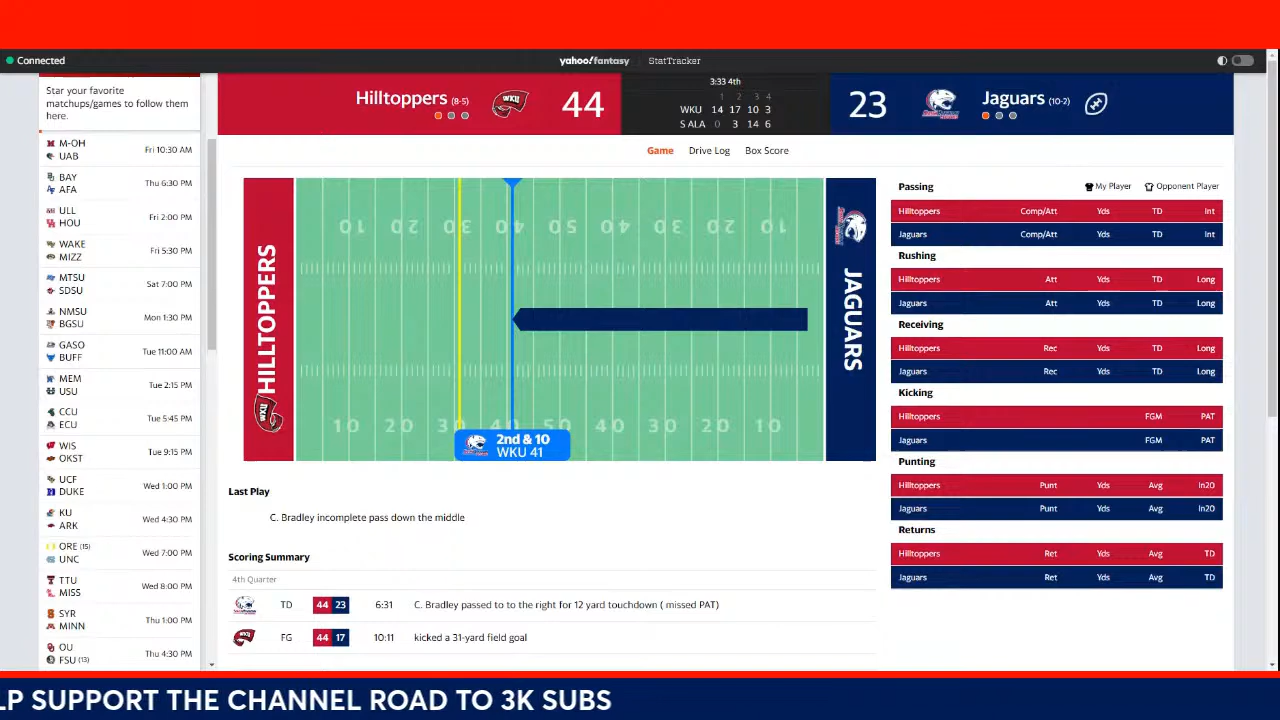 Connected
yahoo!fantasy StatTracker
Star your favorite
matchups/games to follow them
here.
M-OH
UAB
Fri 10:30 AM
BAY
AFA
Thu 6:30 PM
ULL
HOU
Fri 2:00 PM
WAKE
MIZZ
Fri 5:30 PM
MTSU
SDSU
Sat 7:00 PM
NMSU
BGSU
Mon 1:30 PM
GASO
BUFF
Tue 11:00 AM
MEM
USU
Tue 2:15 PM
CCU
ECU
Tue 5:45 PM
WIS
OKST
Tue 9:15 PM
UCF
DUKE
Wed 1:00 PM
KU
ARK
Wed 4:30 PM
ORE (15)
UNC
Wed 7:00 PM
TTU
MISS
Wed 8:00 PM
SYR
MINN
Thu 1:00 PM
OU
FSU (13)
Thu 4:30 PM
Hilltoppers (8-5)
WKU
44
3:33 4th
1 2 3 4
WKU 14 17 10 3
S ALA 0 3 14 6
23
Jaguars (10-2)
Game Drive Log Box Score
HILLTOPPERS
WKU
10 20 30 40 50 40 30 20 10
10 20 30 40 50 40 30 20 10
JAGUARS
2nd & 10
WKU 41
Last Play
C. Bradley incomplete pass down the middle
Scoring Summary
4th Quarter
TD 44 23 6:31 C. Bradley passed to to the right for 12 yard touchdown ( missed PAT)
FG 44 17 10:11 kicked a 31-yard field goal
Passing My Player Opponent Player
Hilltoppers Comp/Att Yds TD Int
Jaguars Comp/Att Yds TD Int
Rushing
Hilltoppers Att Yds TD Long
Jaguars Att Yds TD Long
Receiving
Hilltoppers Rec Yds TD Long
Jaguars Rec Yds TD Long
Kicking
Hilltoppers FGM PAT
Jaguars FGM PAT
Punting
Hilltoppers Punt Yds Avg In20
Jaguars Punt Yds Avg In20
Returns
Hilltoppers Ret Yds Avg TD
Jaguars Ret Yds Avg TD
LP SUPPORT THE CHANNEL ROAD TO 3K SUBS